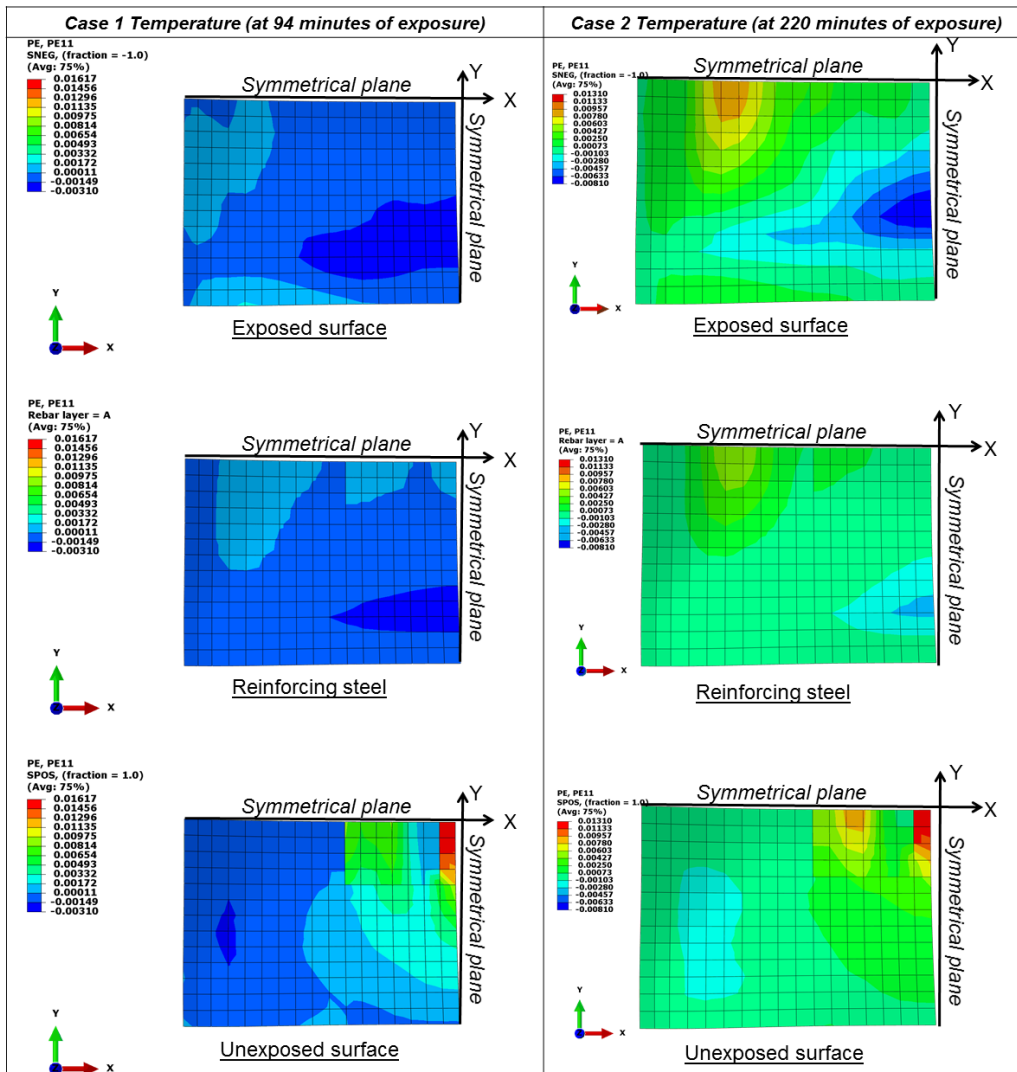 Case 1 Temperature (at 94 minutes of exposure)
Case 2 Temperature (at 220 minutes of exposure)
PE, PE11
SNEG, (fraction = -1.0)
(Avg: 75%)
0.01617
0.01456
0.01296
0.01135
0.00975
0.00814
0.00654
0.00493
0.00332
0.00172
0.00011
-0.00149
-0.00310
Symmetrical plane
Y
X
Symmetrical plane
Y
X
Exposed surface
PE, PE11
SNEG, (fraction = -1.0)
(Avg: 75%)
0.01310
0.01133
0.00957
0.00780
0.00603
0.00427
0.00250
0.00073
-0.00103
-0.00280
-0.00457
-0.00633
-0.00810
Symmetrical plane
Y
X
Symmetrical plane
Y
X
Exposed surface
PE, PE11
Rebar layer = A
(Avg: 75%)
0.01617
0.01456
0.01296
0.01135
0.00975
0.00814
0.00654
0.00493
0.00332
0.00172
0.00011
-0.00149
-0.00310
Symmetrical plane
Y
X
Symmetrical plane
Y
X
Reinforcing steel
PE, PE11
Rebar layer = A
(Avg: 75%)
0.01310
0.01133
0.00957
0.00780
0.00603
0.00427
0.00250
0.00073
-0.00103
-0.00280
-0.00457
-0.00633
-0.00810
Symmetrical plane
Y
X
Symmetrical plane
Y
X
Reinforcing steel
PE, PE11
SPOS, (fraction = 1.0)
(Avg: 75%)
0.01617
0.01456
0.01296
0.01135
0.00975
0.00814
0.00654
0.00493
0.00332
0.00172
0.00011
-0.00149
-0.00310
Symmetrical plane
Y
X
Symmetrical plane
Y
X
Unexposed surface
PE, PE11
SPOS, (fraction = 1.0)
(Avg: 75%)
0.01310
0.01133
0.00957
0.00780
0.00603
0.00427
0.00250
0.00073
-0.00103
-0.00280
-0.00457
-0.00633
-0.00810
Symmetrical plane
Y
X
Symmetrical plane
Y
X
Unexposed surface